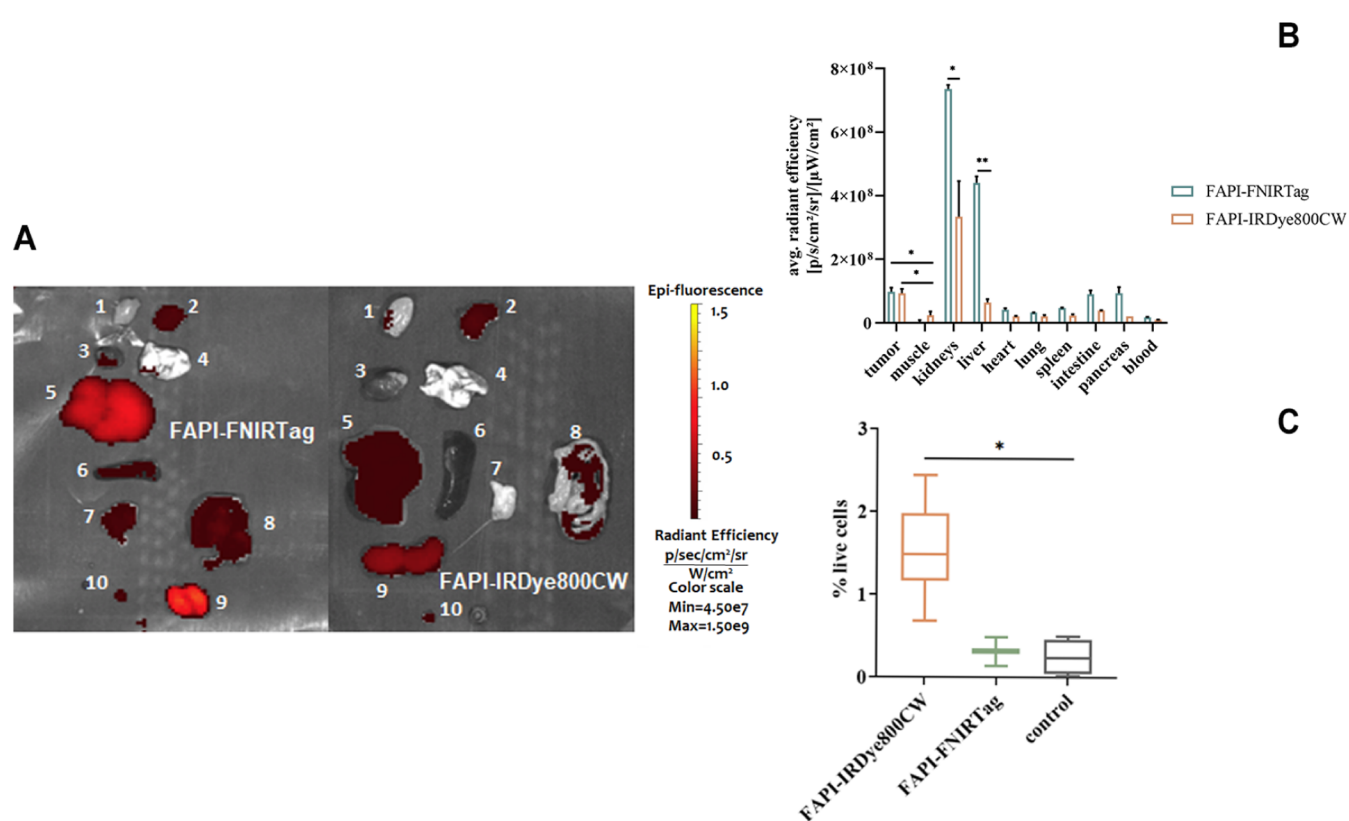 A
1
2
3
4
5
FAPI-FNIRTag
6
7
8
10
9
1
2
3
4
5
6
7
8
9
FAPI-IRDye800CW
10
Epi-fluorescence
1.5
1.0
0.5
Radiant Efficiency
p/sec/cm²/sr
W/cm²
Color scale
Min=4.50e7
Max=1.50e9
B
avg. radiant efficiency
[p/s/cm²/sr]/[µW/cm²]
8×10⁸
6×10⁸
4×10⁸
2×10⁸
0
*
*
*
**
tumor
muscle
kidneys
liver
heart
lung
spleen
intestine
pancreas
blood
FAPI-FNIRTag
FAPI-IRDye800CW
C
% live cells
3
2
1
0
*
FAPI-IRDye800CW
FAPI-FNIRTag
control